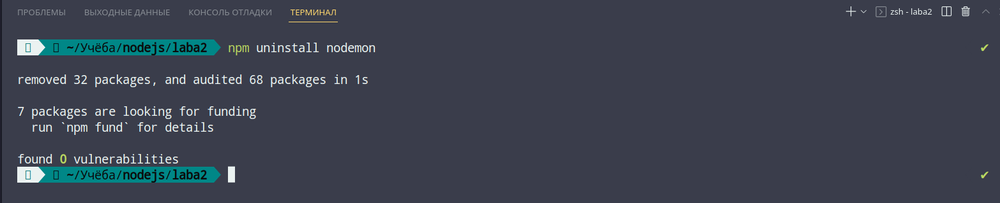 ПРОБЛЕМЫ ВЫХОДНЫЕ ДАННЫЕ КОНСОЛЬ ОТЛАДКИ ТЕРМИНАЛ zsh - laba2
~/Учёба/nodejs/laba2 npm uninstall nodemon ✔
removed 32 packages, and audited 68 packages in 1s
7 packages are looking for funding
run `npm fund` for details
found 0 vulnerabilities
~/Учёба/nodejs/laba2 ✔